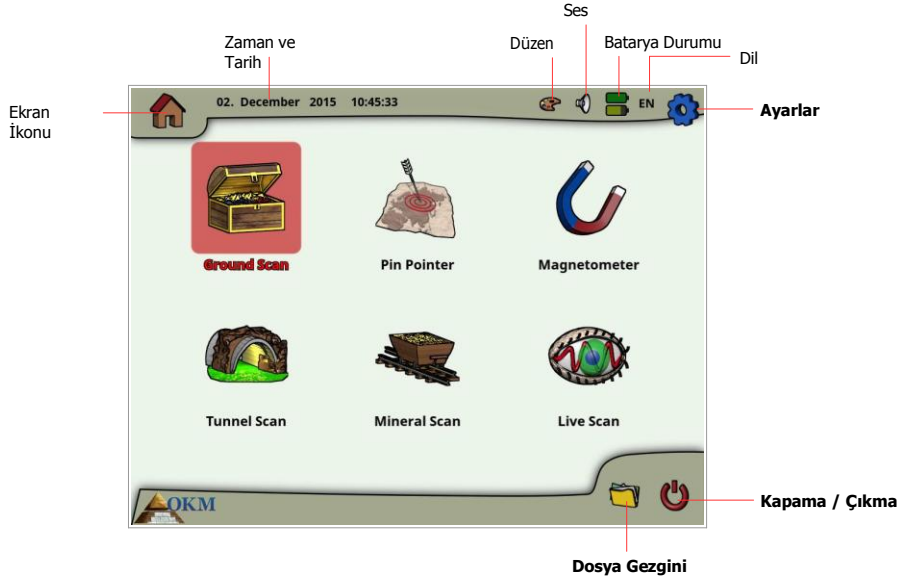 Ses
Zaman ve
Tarih
Düzen
Batarya Durumu
Dil
Ekran
İkonu
02. December 2015 10:45:33
EN
Ayarlar
Ground Scan
Pin Pointer
Magnetometer
Tunnel Scan
Mineral Scan
Live Scan
OKM
Kapama / Çıkma
Dosya Gezgini